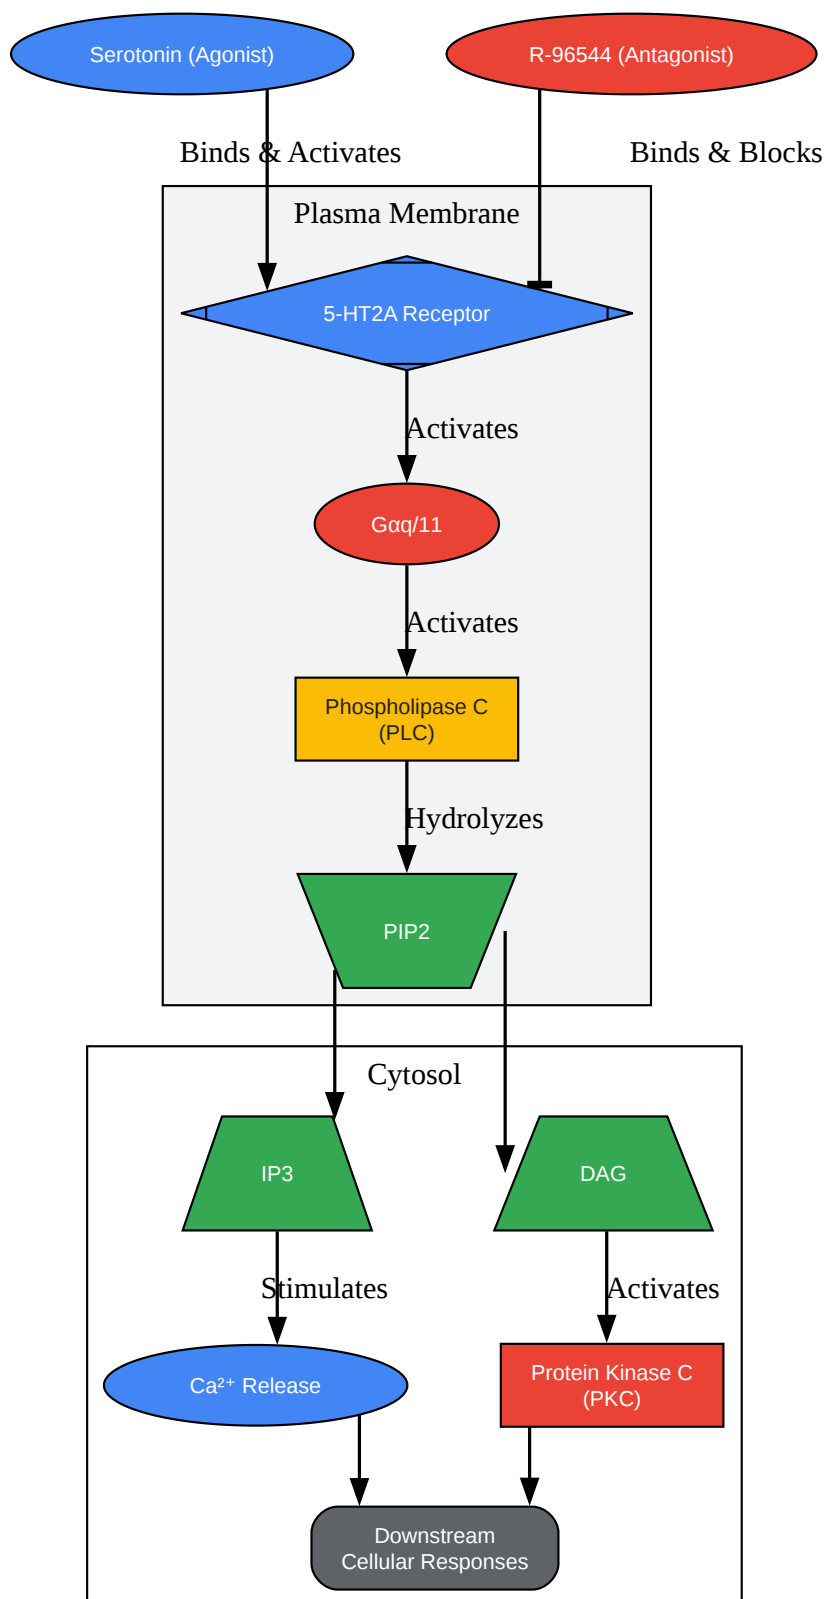 Serotonin (Agonist)
R-96544 (Antagonist)
Binds & Activates
Binds & Blocks
Plasma Membrane
5-HT2A Receptor
Activates
Gαq/11
Activates
Phospholipase C
(PLC)
Hydrolyzes
PIP2
Cytosol
IP3
DAG
Stimulates
Activates
Ca²⁺ Release
Protein Kinase C
(PKC)
Downstream
Cellular Responses